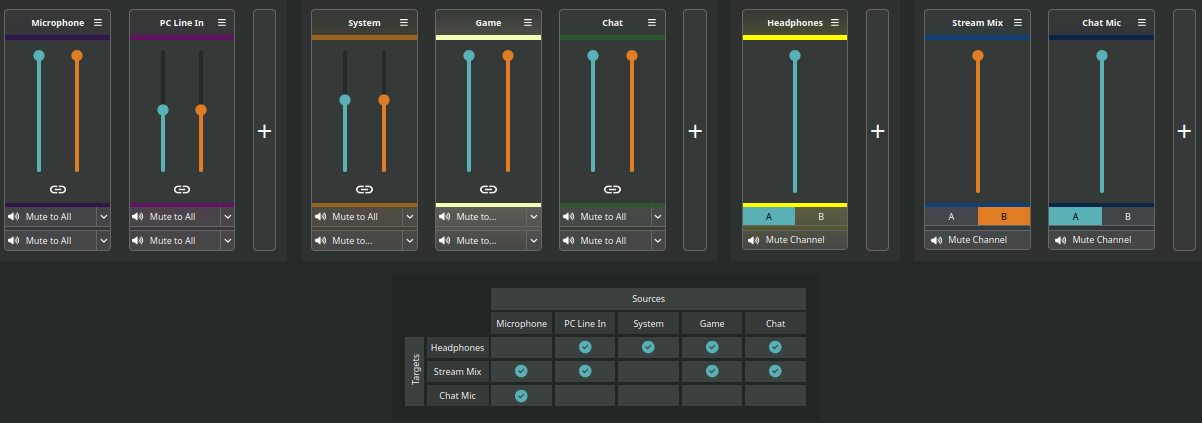 Microphone
PC Line In
System
Game
Chat
Headphones
Stream Mix
Chat Mic
+
+
+
+
Mute to All
Mute to All
Mute to All
Mute to...
Mute to All
A B
A B
A B
Mute to All
Mute to All
Mute to...
Mute to...
Mute to All
Mute Channel
Mute Channel
Mute Channel
Sources
Microphone PC Line In System Game Chat
Targets
Headphones
Stream Mix
Chat Mic